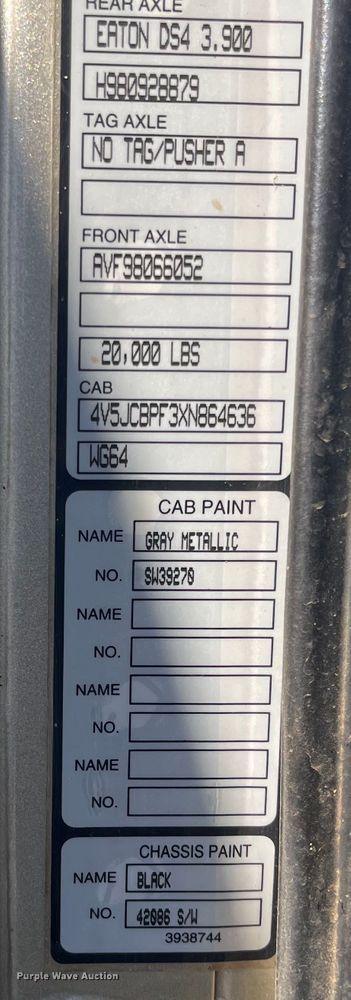 REAR AXLE
EATON DS4 3.900
H980928879
TAG AXLE
NO TAG/PUSHER A
FRONT AXLE
AVF98066052
20,000 LBS
CAB
4V5JCBPF3XN864636
WG64
CAB PAINT
NAME GRAY METALLIC
NO. SW39270
NAME
NO.
NAME
NO.
NAME
NO.
CHASSIS PAINT
NAME BLACK
NO. 42086 S/W
3938744
Purple Wave Auction